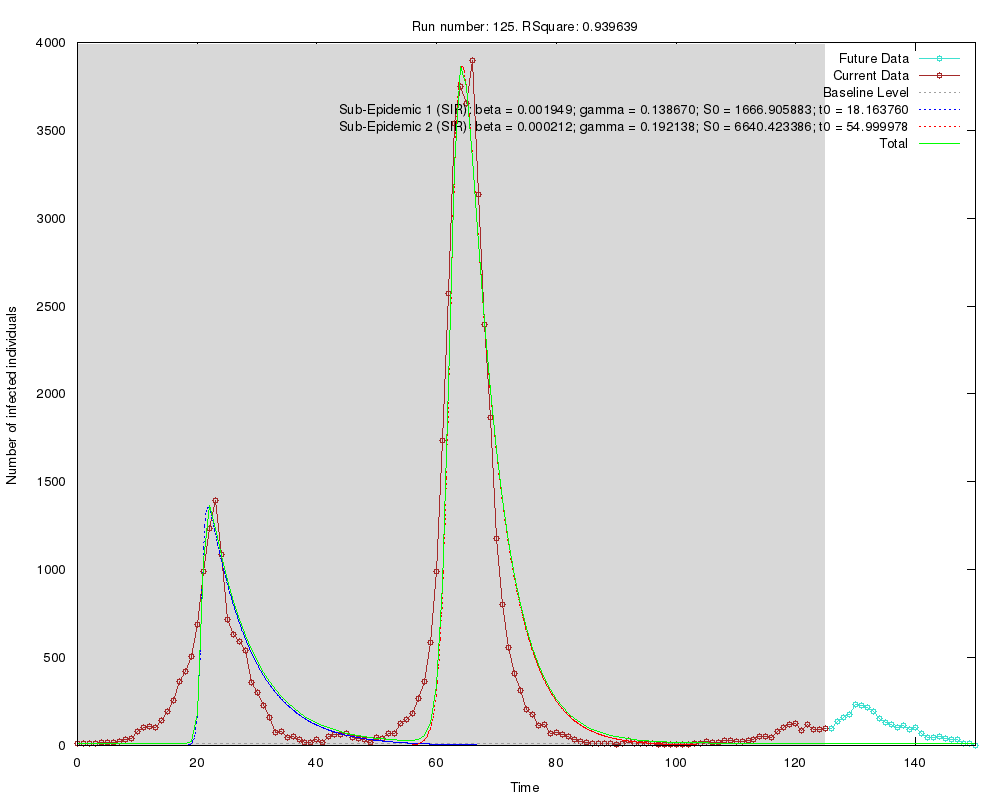 Run number: 125. RSquare: 0.939639
Future Data
Current Data
Baseline Level
Sub-Epidemic 1 (SIR) beta = 0.001949; gamma = 0.138670; S0 = 1666.905883; t0 = 18.163760
Sub-Epidemic 2 (SIR) beta = 0.000212; gamma = 0.192138; S0 = 6640.423386; t0 = 54.999978
Total
4000
3500
3000
2500
2000
1500
1000
500
0
Number of infected individuals
0 20 40 60 80 100 120 140
Time